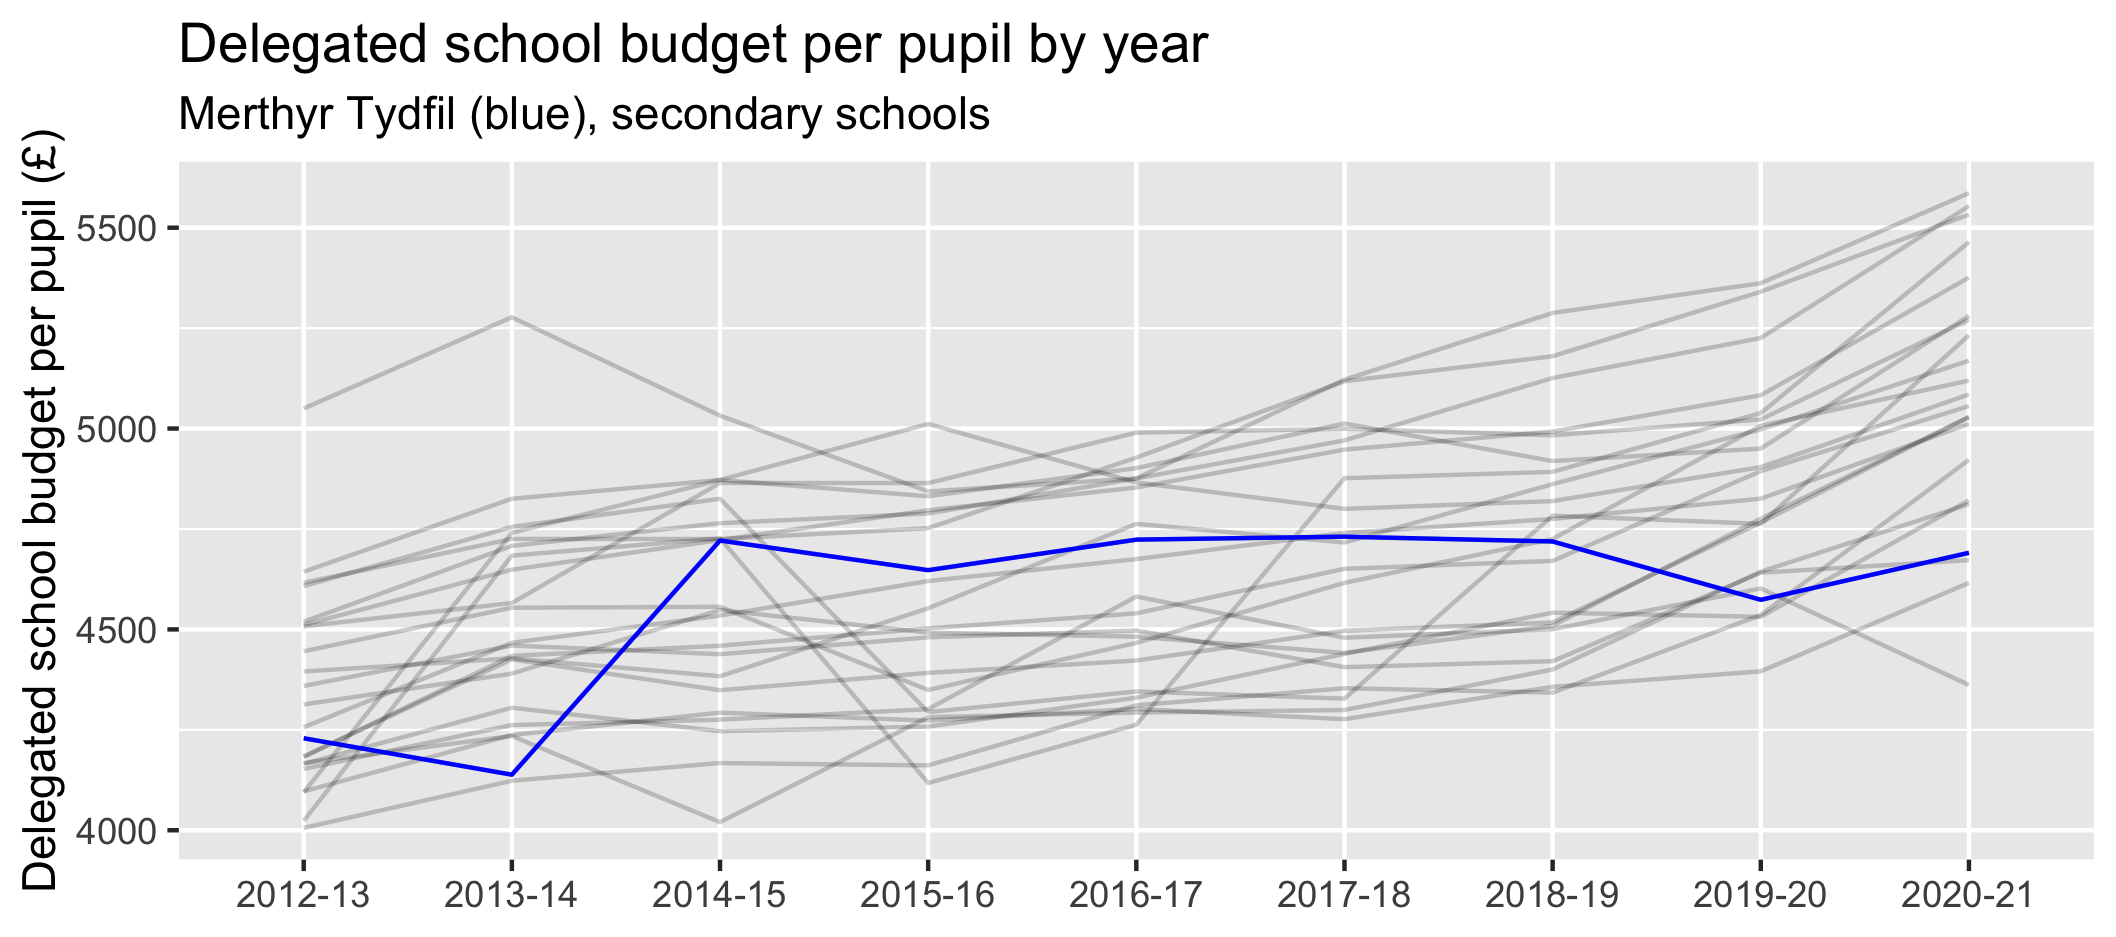 Delegated school budget per pupil by year
Merthyr Tydfil (blue), secondary schools
Delegated school budget per pupil (£)
5500
5000
4500
4000
2012-13 2013-14 2014-15 2015-16 2016-17 2017-18 2018-19 2019-20 2020-21